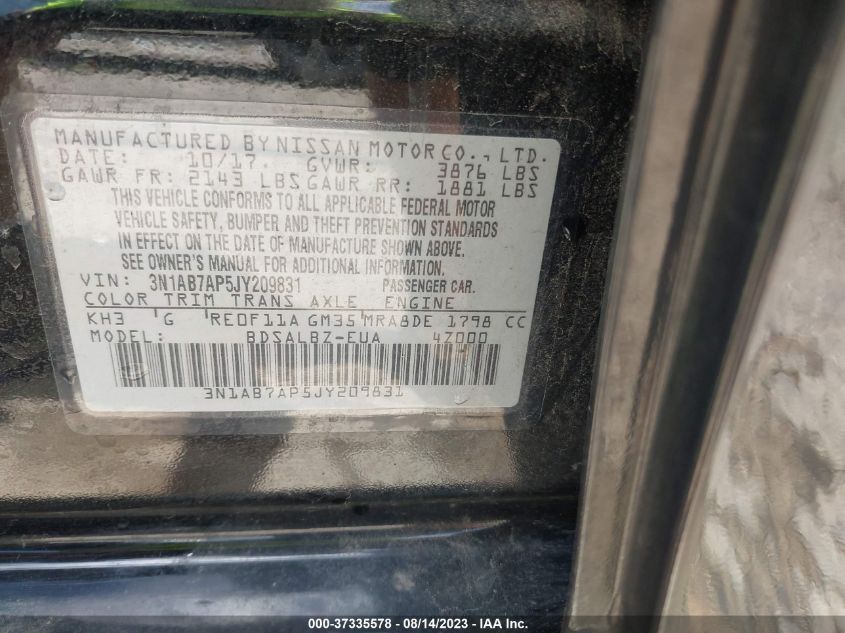 MANUFACTURED BY NISSAN MOTOR CO., LTD.
DATE: 10/17 GVWR: 3876 LBS
GAWR FR: 2143 LBS GAWR RR: 1881 LBS
THIS VEHICLE CONFORMS TO ALL APPLICABLE FEDERAL MOTOR
VEHICLE SAFETY, BUMPER AND THEFT PREVENTION STANDARDS
IN EFFECT ON THE DATE OF MANUFACTURE SHOWN ABOVE.
SEE OWNER'S MANUAL FOR ADDITIONAL INFORMATION.
VIN: 3N1AB7AP5JY209831 PASSENGER CAR.
COLOR TRIM TRANS AXLE ENGINE
KH3 G RE0F11A GM35 MRA8DE 1798 CC
MODEL: BDSALBZ-EUA 4Z000
3N1AB7AP5JY209831
000-37335578 - 08/14/2023 - IAA Inc.